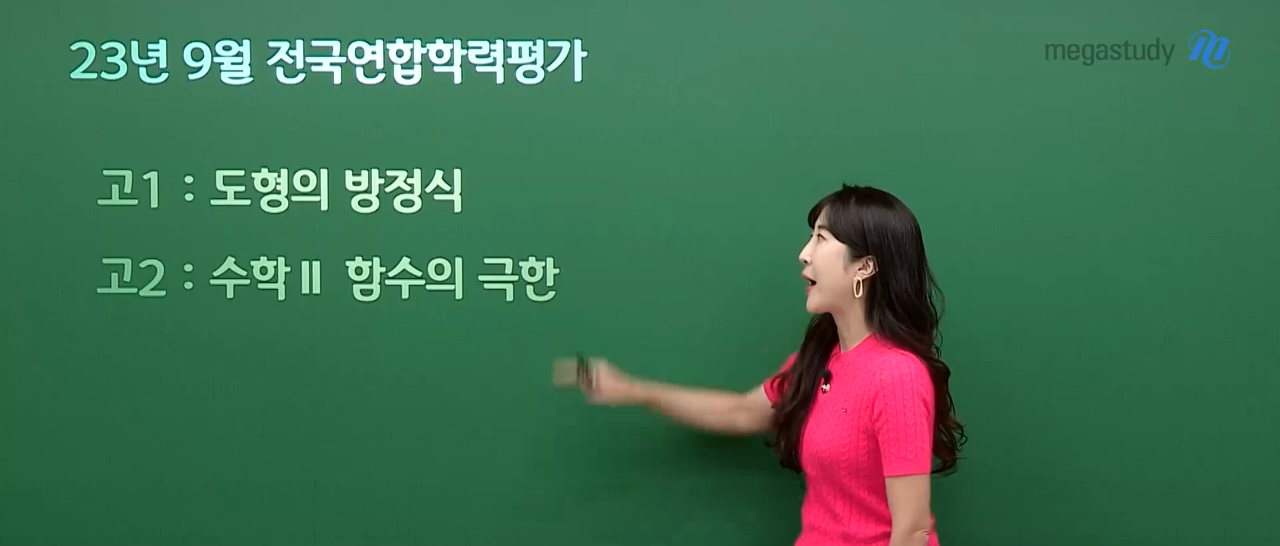 23년 9월 전국연합학력평가
megastudy
고1 : 도형의 방정식
고2 : 수학Ⅱ 함수의 극한